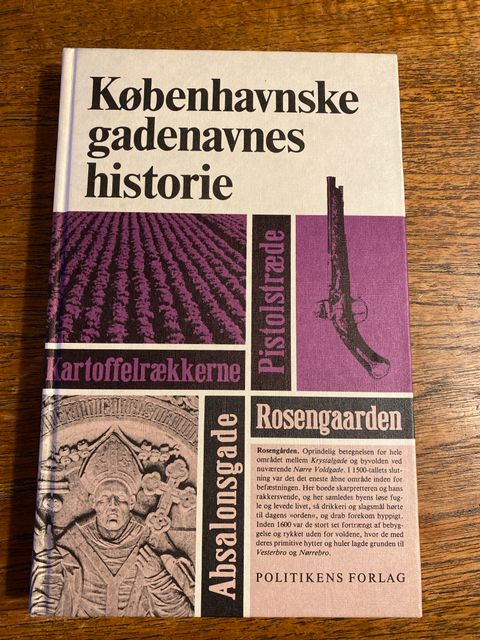 Københavnske
gadenavnes
historie
Pistolstræde
Kartoffelrækkerne
Absalonsgade
Rosengaarden
Rosengården. Oprindelig betegnelsen for hele
området mellem Krystalgade og byvolden ved
nuværende Nørre Voldgade. I 1500-tallets slut-
ning var det det eneste åbne område inden for
befæstningen. Her boede skarpretteren og hans
rakkersvende, og her samledes byens løse fug-
le og levede livet, så drikkeri og slagsmål hørte
til dagens »orden«, og drab forekom hyppigt.
Inden 1600 var de stort set fortrængt af bebyg-
gelse og rykket uden for voldene, hvor de med
deres primitive hytter og huler lagde grunden til
Vesterbro og Nørrebro.
POLITIKENS FORLAG